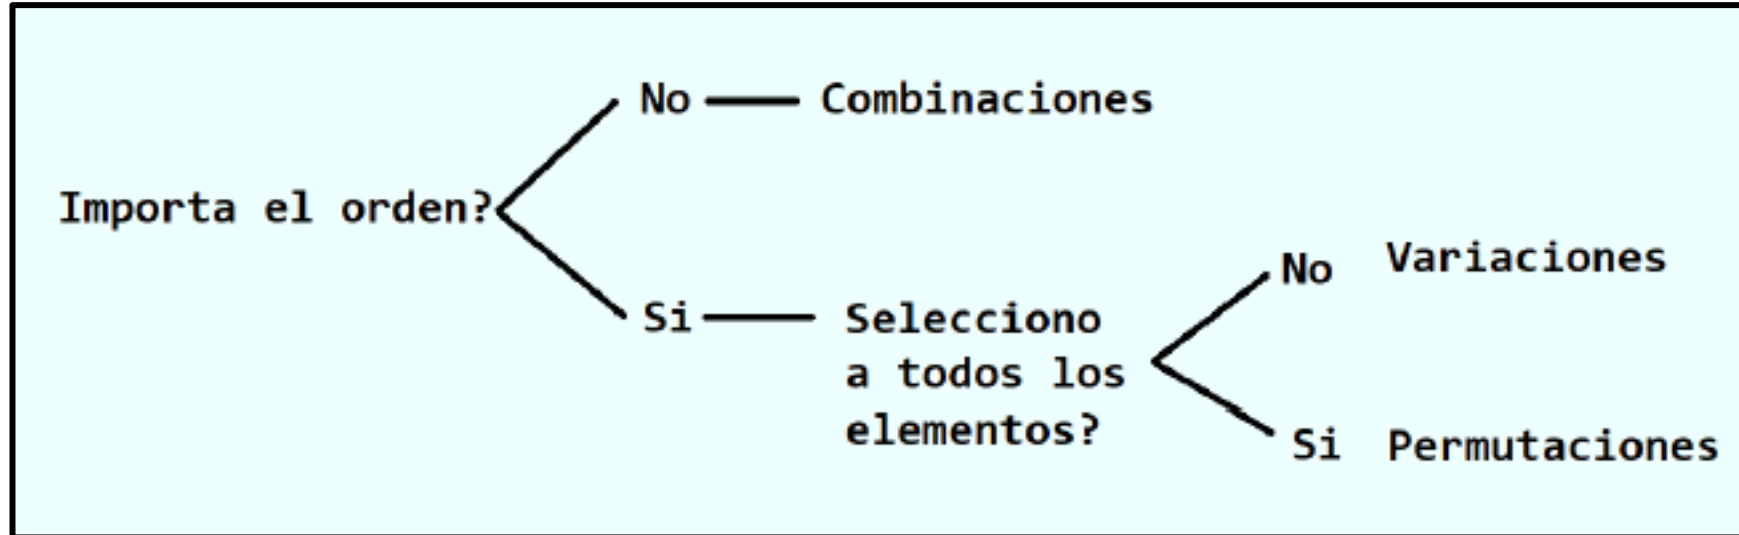 No
Combinaciones
Importa el orden?
Si
Selecciono
a todos los
elementos?
No
Variaciones
Si
Permutaciones